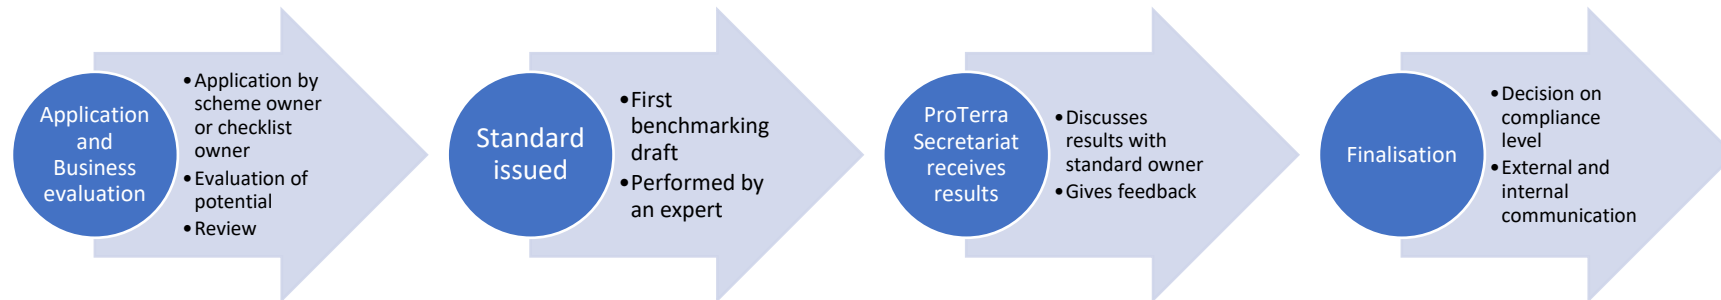 Application
and
Business
evaluation
•Application by
scheme owner
or checklist
owner
•Evaluation of
potential
•Review
Standard
issued
•First
benchmarking
draft
•Performed by
an expert
ProTerra
Secretariat
receives
results
•Discusses
results with
standard owner
•Gives feedback
Finalisation
•Decision on
compliance
level
•External and
internal
communication